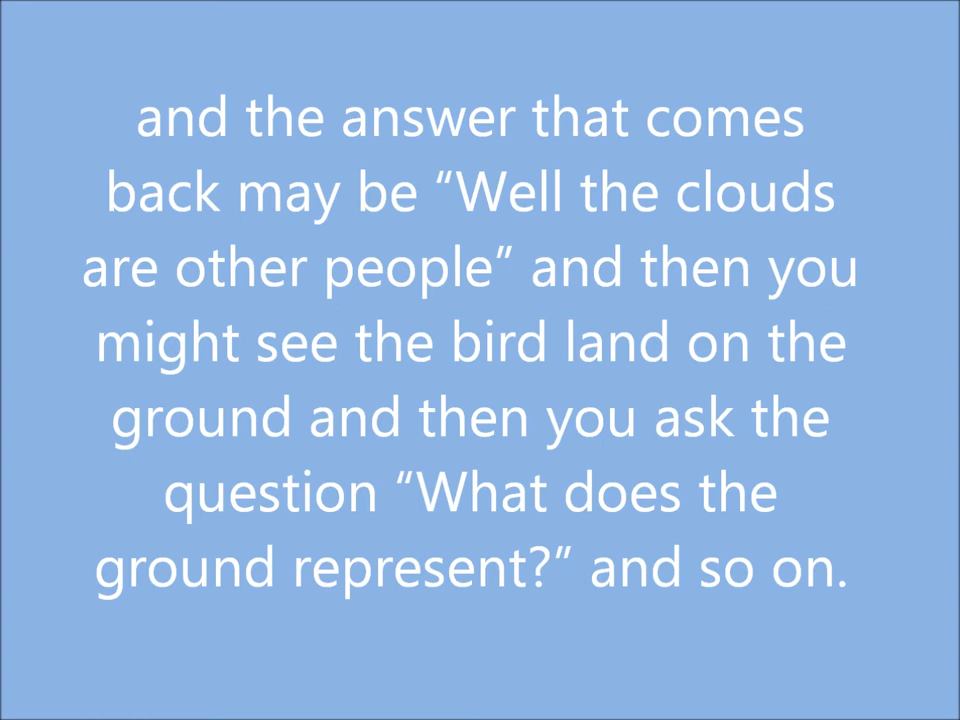 and the answer that comes
back may be “Well the clouds
are other people” and then you
might see the bird land on the
ground and then you ask the
question “What does the
ground represent?” and so on.